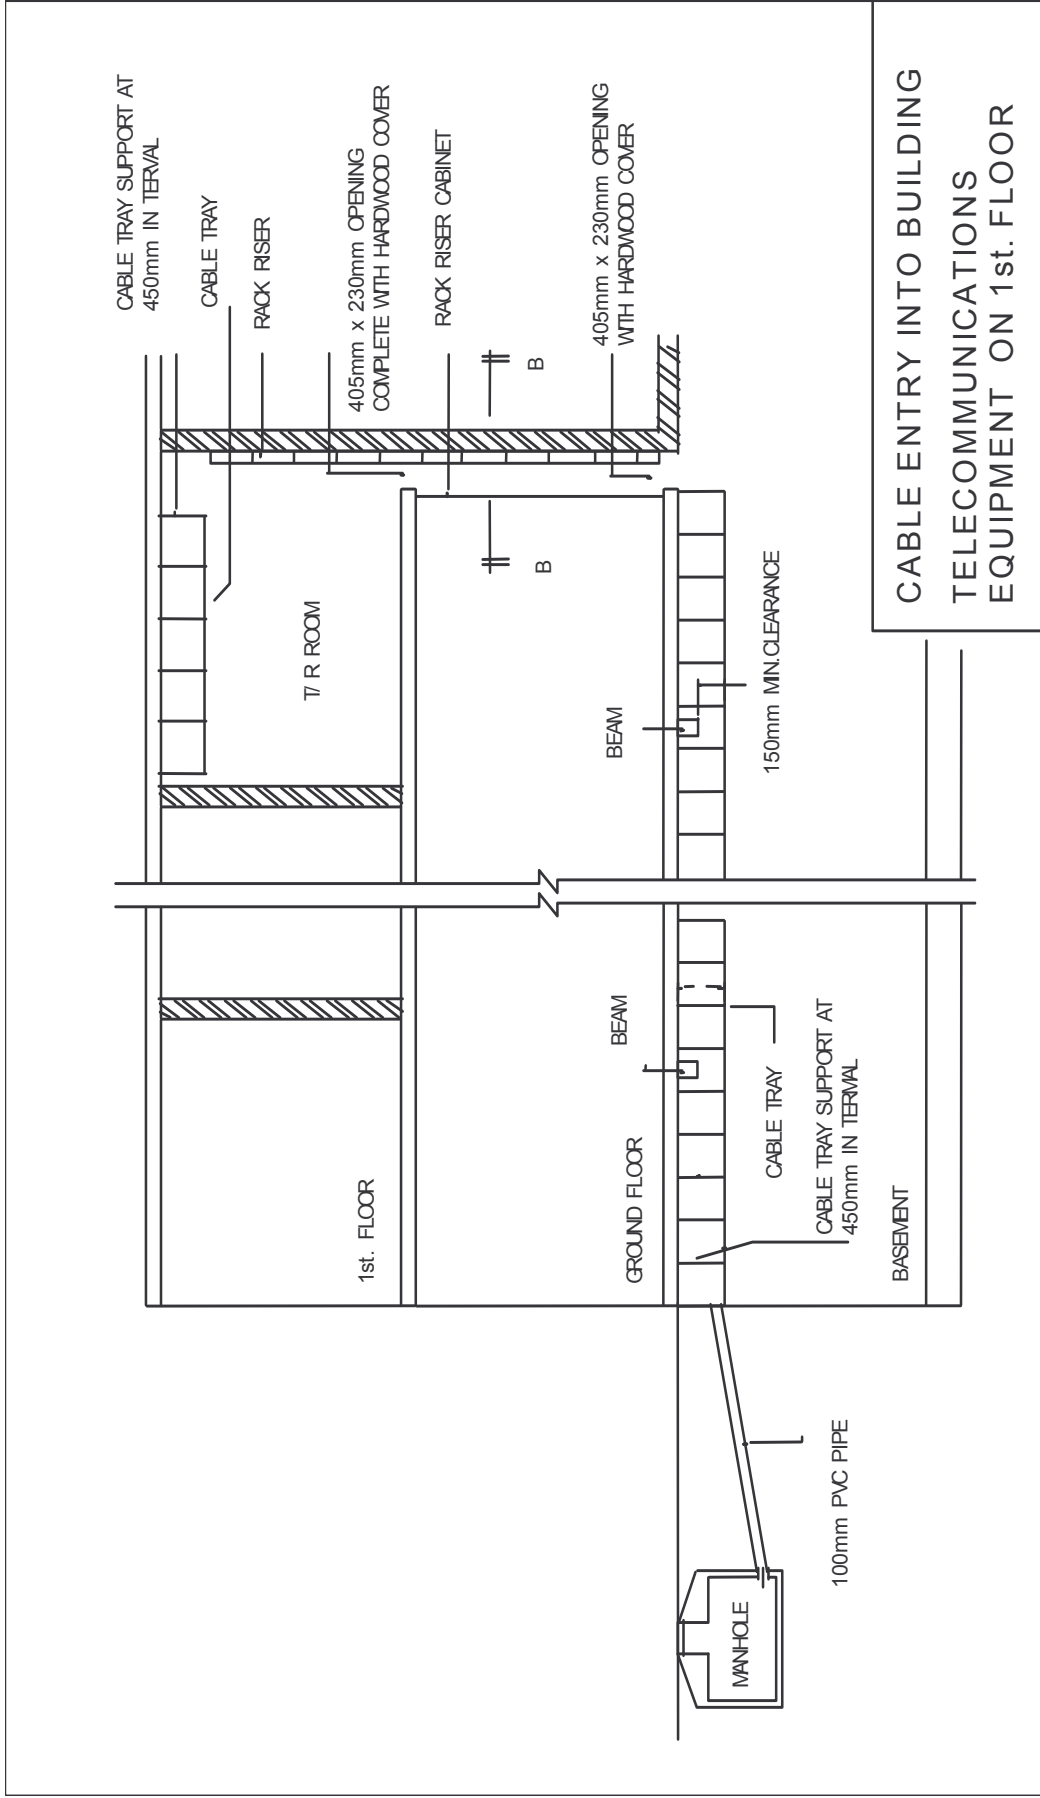 CABLE TRAY SUPPORT AT
450mm IN TERVAL
CABLE TRAY
RACK RISER
405mm x 230mm OPENING
COMPLETE WITH HARDWOOD COVER
RACK RISER CABINET
B
B
405mm x 230mm OPENING
WITH HARDWOOD COVER
T/ R ROOM
BEAM
150mm MIN.CLEARANCE
1st. FLOOR
GROUND FLOOR
BEAM
CABLE TRAY
CABLE TRAY SUPPORT AT
450mm IN TERMAL
BASEMENT
MANHOLE
100mm PVC PIPE
CABLE ENTRY INTO BUILDING
TELECOMMUNICATIONS
EQUIPMENT ON 1st. FLOOR